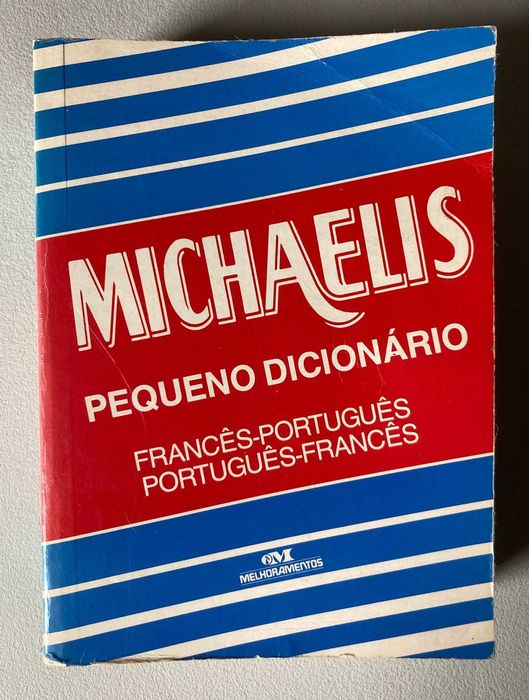 MICHAELIS
PEQUENO DICIONÁRIO
FRANCÊS-PORTUGUÊS
PORTUGUÊS-FRANCÊS
MELHORAMENTOS